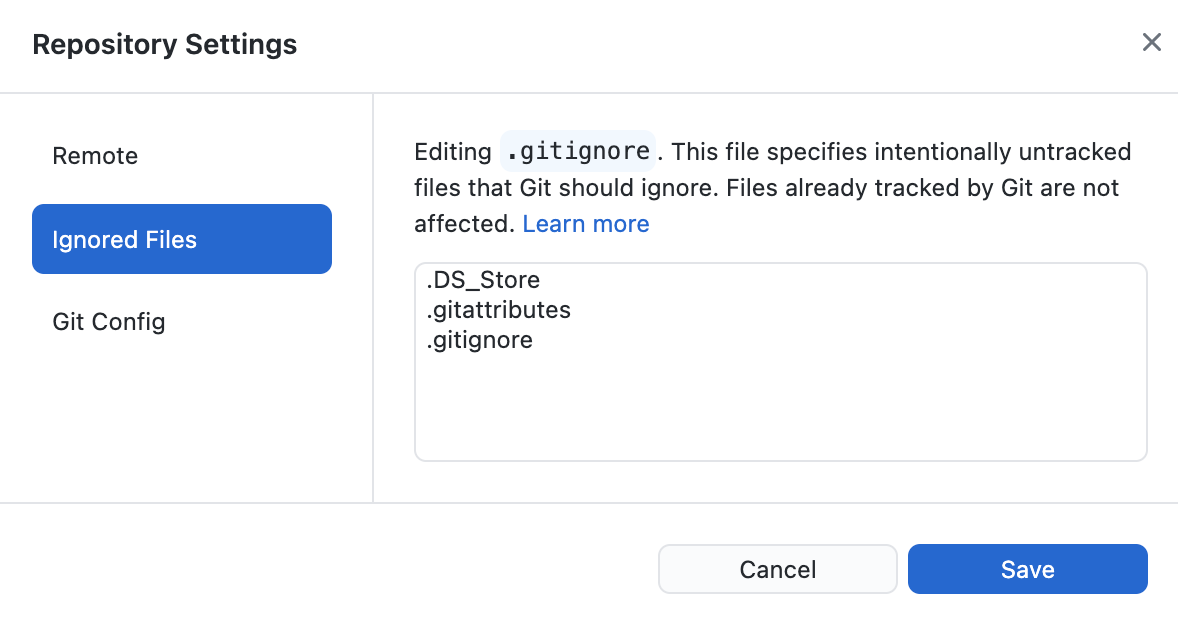 Repository Settings
Remote
Ignored Files
Git Config
Editing .gitignore. This file specifies intentionally untracked
files that Git should ignore. Files already tracked by Git are not
affected. Learn more
.DS_Store
.gitattributes
.gitignore
Cancel
Save